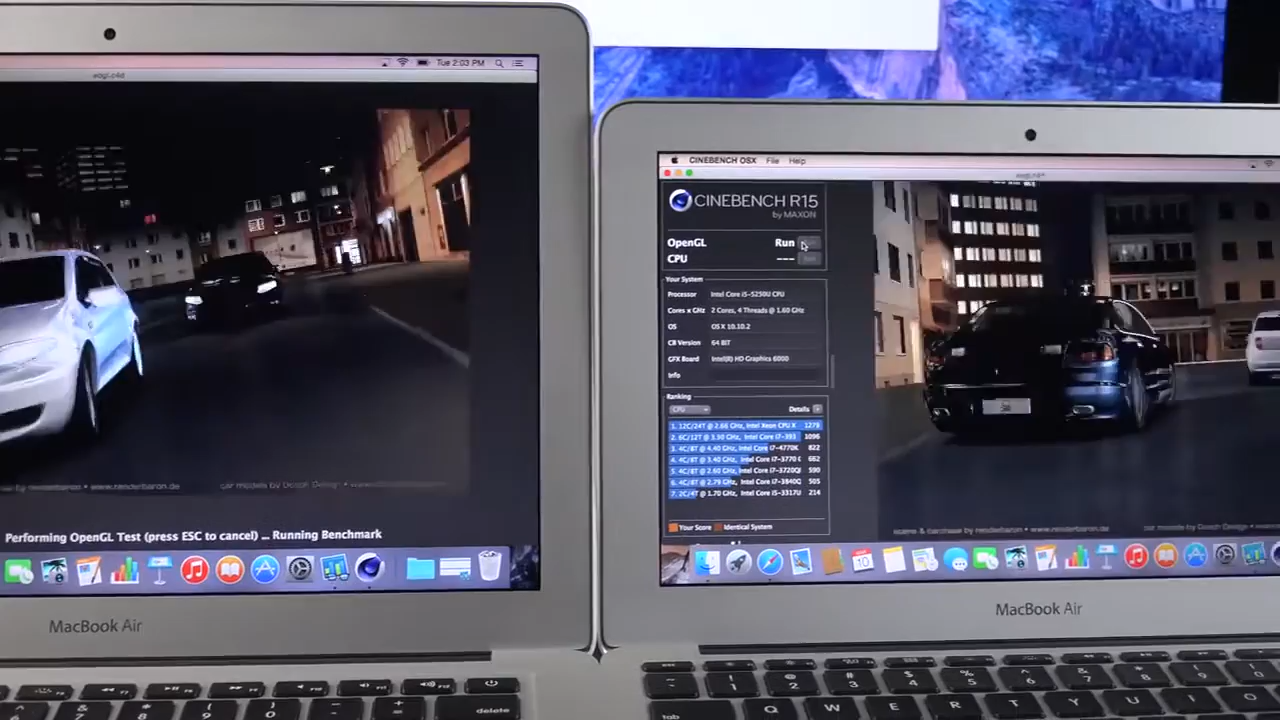 Tue 2:03 PM
Performing OpenGL Test (press ESC to cancel) ... Running Benchmark
MacBook Air
delete
CINEBENCH OSX File Help
CINEBENCH R15
by MAXON
OpenGL Run
CPU ---
Your System
Processor Intel Core i5-5250U CPU
Cores x GHz 2 Cores, 4 Threads @ 1.60 GHz
OS OS X 10.10.2
CB Version 64 BIT
GFX Board Intel(R) HD Graphics 6000
Info
Ranking
CPU Details
1. 12C/24T @ 2.66 GHz, Intel Xeon CPU X 1279
2. 6C/12T @ 3.30 GHz, Intel Core i7-393 1096
3. 4C/8T @ 4.40 GHz, Intel Core i7-4770K 822
4. 4C/8T @ 3.40 GHz, Intel Core i7-3770 662
5. 4C/8T @ 2.60 GHz, Intel Core i7-3720Q 590
6. 4C/8T @ 2.79 GHz, Intel Core i7-3840Q 505
7. 2C/4T @ 1.70 GHz, Intel Core i5-3317U 214
Your Score Identical System
MacBook Air
tab Q W E R T Y U I O